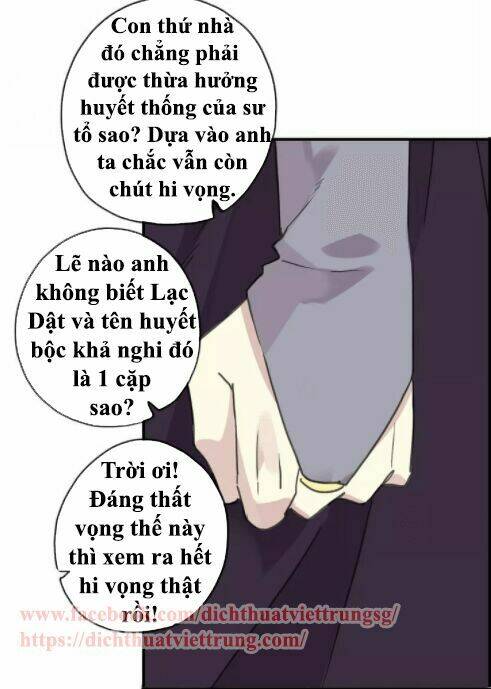 Con thứ nhà
đó chẳng phải
được thừa hưởng
huyết thống của sư
tổ sao? Dựa vào anh
ta chắc vẫn còn
chút hi vọng.
Lẽ nào anh
không biết Lạc
Dật và tên huyết
bộc khả nghi đó
là 1 cặp
sao?
Trời ơi!
Đáng thất
vọng thế này
thì xem ra hết
hi vọng thật
rồi!
www.facebook.com/dichthuatviettrungsg/
https://dichthuatviettrung.com/